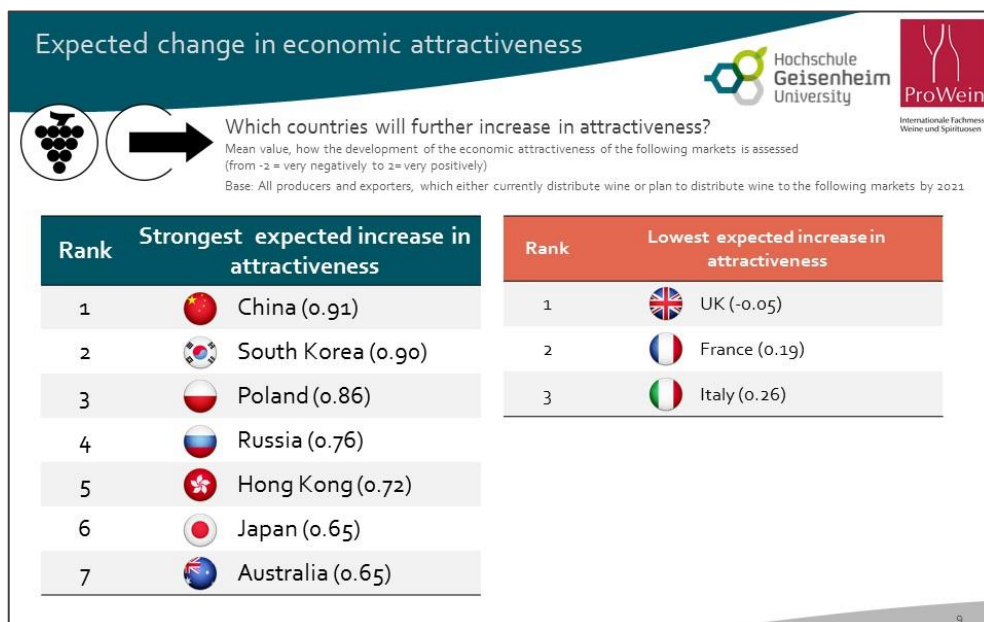 Expected change in economic attractiveness
Hochschule
Geisenheim
University
ProWein
Internationale Fachmess
Weine und Spirituosen
Which countries will further increase in attractiveness?
Mean value, how the development of the economic attractiveness of the following markets is assessed
(from -2 = very negatively to 2= very positively)
Base: All producers and exporters, which either currently distribute wine or plan to distribute wine to the following markets by 2021
Rank Strongest expected increase in
attractiveness
1 China (0.91)
2 South Korea (0.90)
3 Poland (0.86)
4 Russia (0.76)
5 Hong Kong (0.72)
6 Japan (0.65)
7 Australia (0.65)
Rank Lowest expected increase in
attractiveness
1 UK (-0.05)
2 France (0.19)
3 Italy (0.26)
9